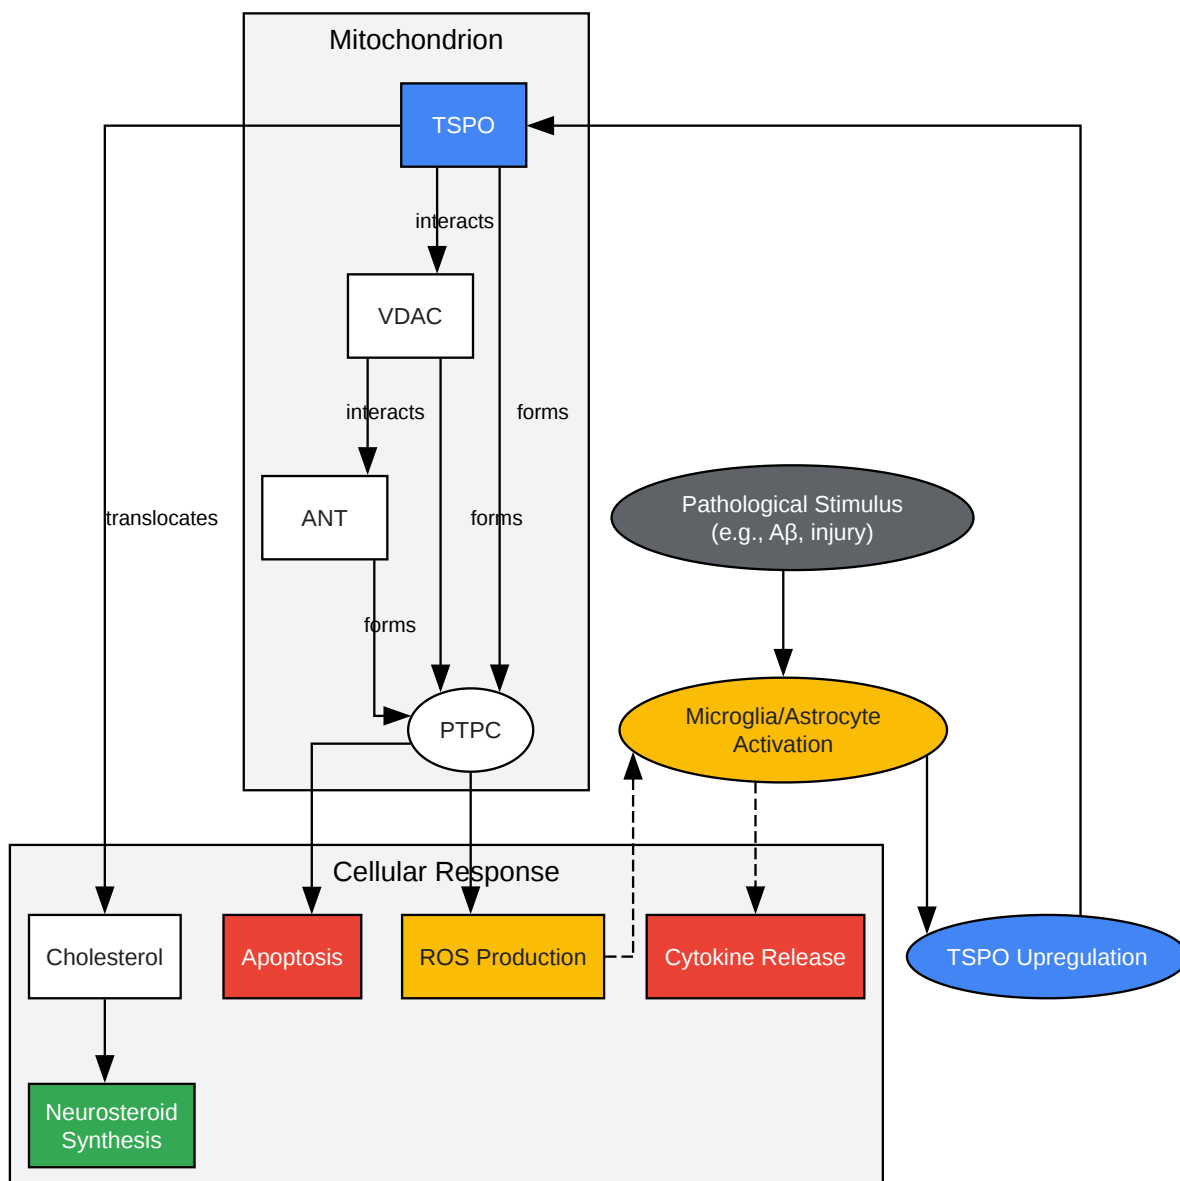 Mitochondrion
TSPO
interacts
VDAC
interacts
forms
ANT
translocates
forms
Pathological Stimulus
(e.g., Aβ, injury)
forms
PTPC
Microglia/Astrocyte
Activation
Cellular Response
Cholesterol
Apoptosis
ROS Production
Cytokine Release
TSPO Upregulation
Neurosteroid
Synthesis